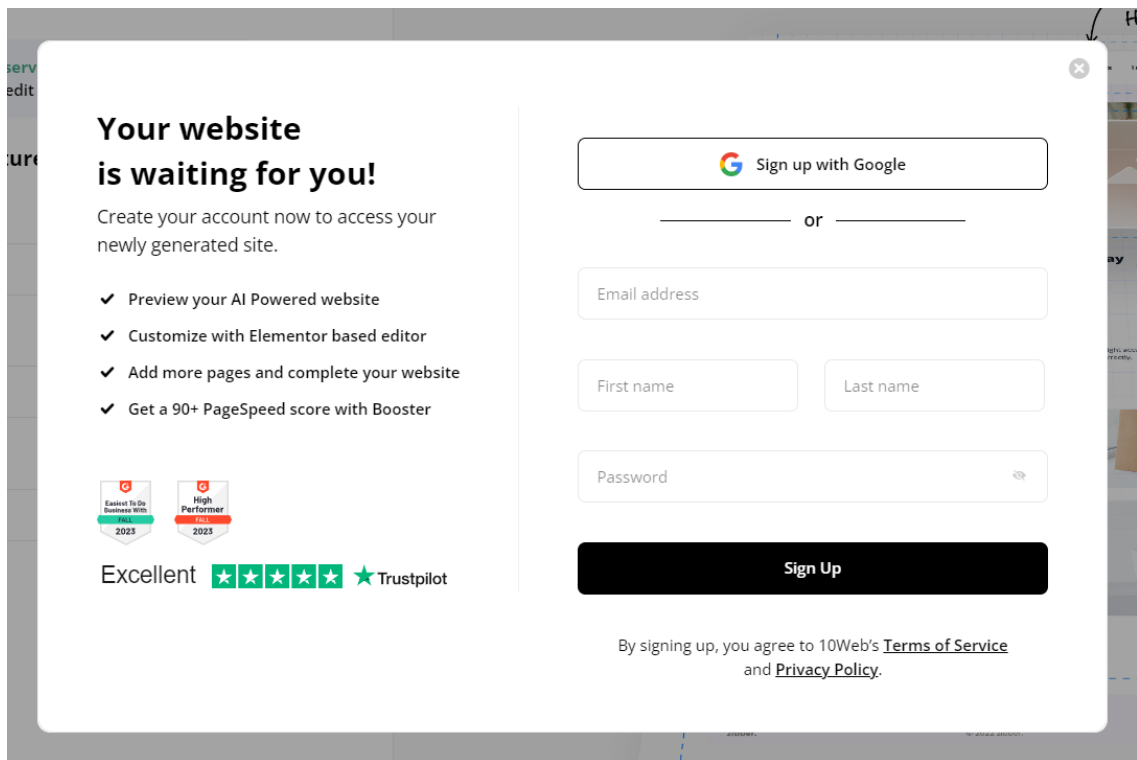 serv
edit
ture
H
Your website
is waiting for you!
Create your account now to access your
newly generated site.
Preview your AI Powered website
Customize with Elementor based editor
Add more pages and complete your website
Get a 90+ PageSpeed score with Booster
Easiest To Do
Business With
FALL
2023
High
Performer
FALL
2023
Excellent
Trustpilot
Sign up with Google
or
Email address
First name
Last name
Password
Sign Up
By signing up, you agree to 10Web’s Terms of Service
and Privacy Policy.
ay